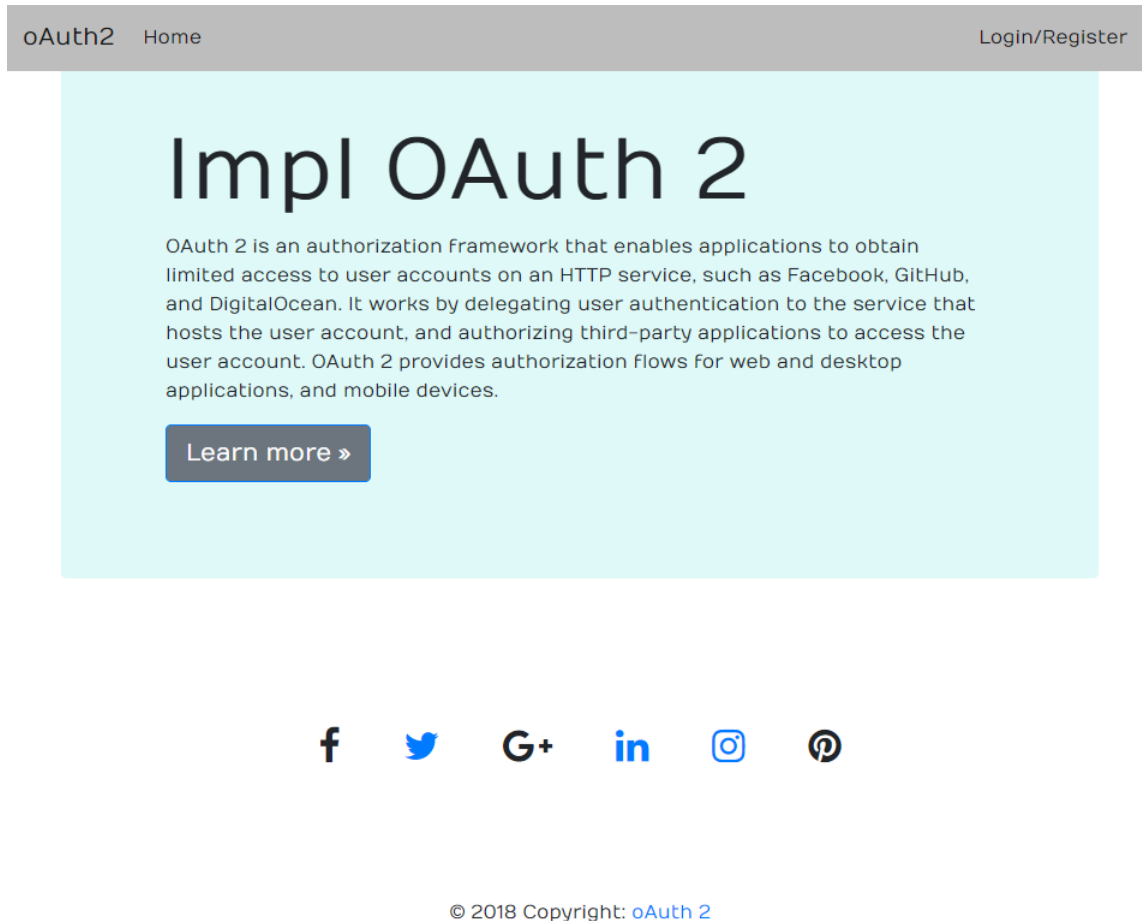 oAuth2 Home Login/Register
Impl OAuth 2
OAuth 2 is an authorization framework that enables applications to obtain
limited access to user accounts on an HTTP service, such as Facebook, GitHub,
and DigitalOcean. It works by delegating user authentication to the service that
hosts the user account, and authorizing third-party applications to access the
user account. OAuth 2 provides authorization flows for web and desktop
applications, and mobile devices.
Learn more »
f G+ in
© 2018 Copyright: oAuth 2